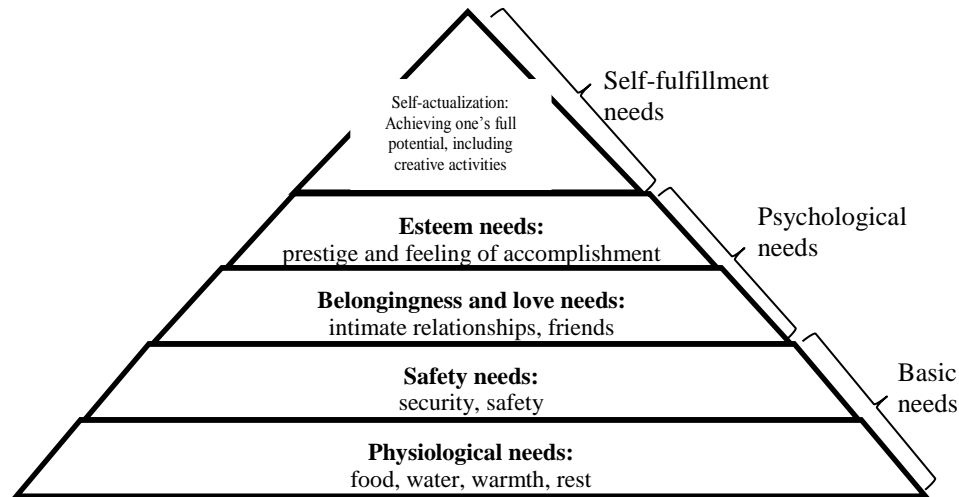 Self-actualization:
Achieving one's full
potential, including
creative activities
Self-fulfillment
needs
Esteem needs:
prestige and feeling of accomplishment
Psychological
needs
Belongingness and love needs:
intimate relationships, friends
Safety needs:
security, safety
Basic
needs
Physiological needs:
food, water, warmth, rest